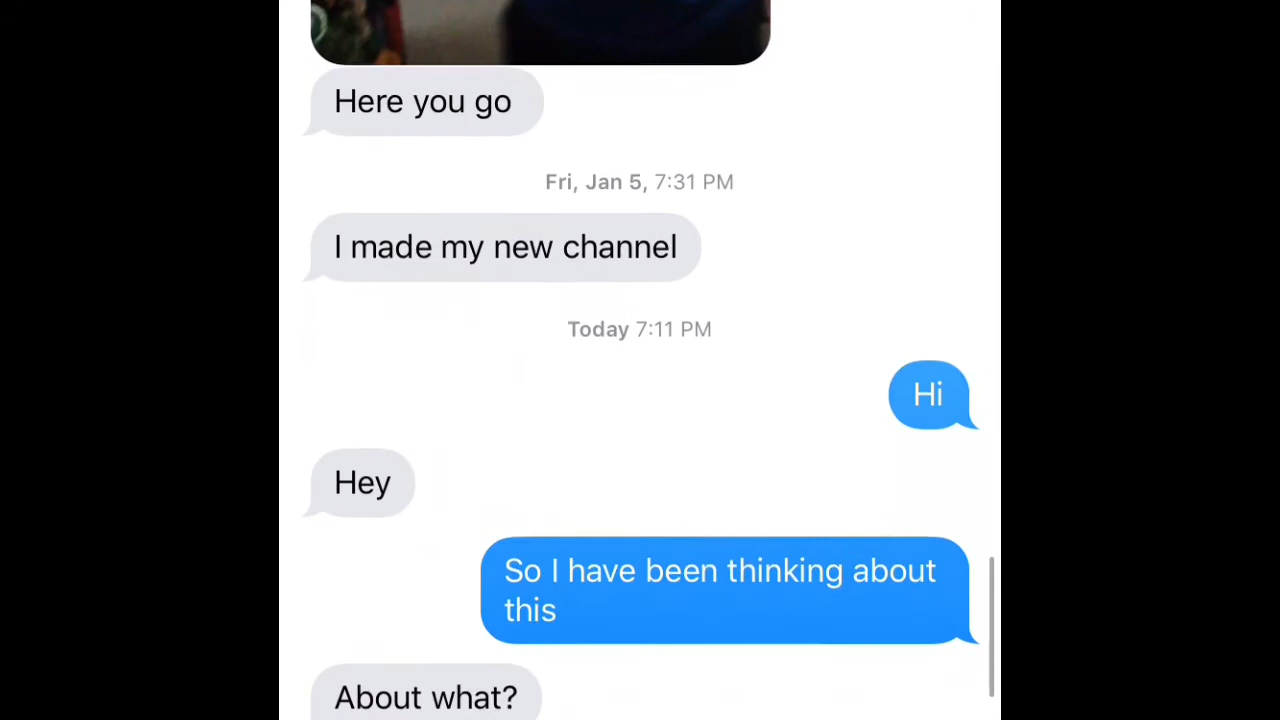 Here you go
Fri, Jan 5, 7:31 PM
I made my new channel
Today 7:11 PM
Hi
Hey
So I have been thinking about
this
About what?